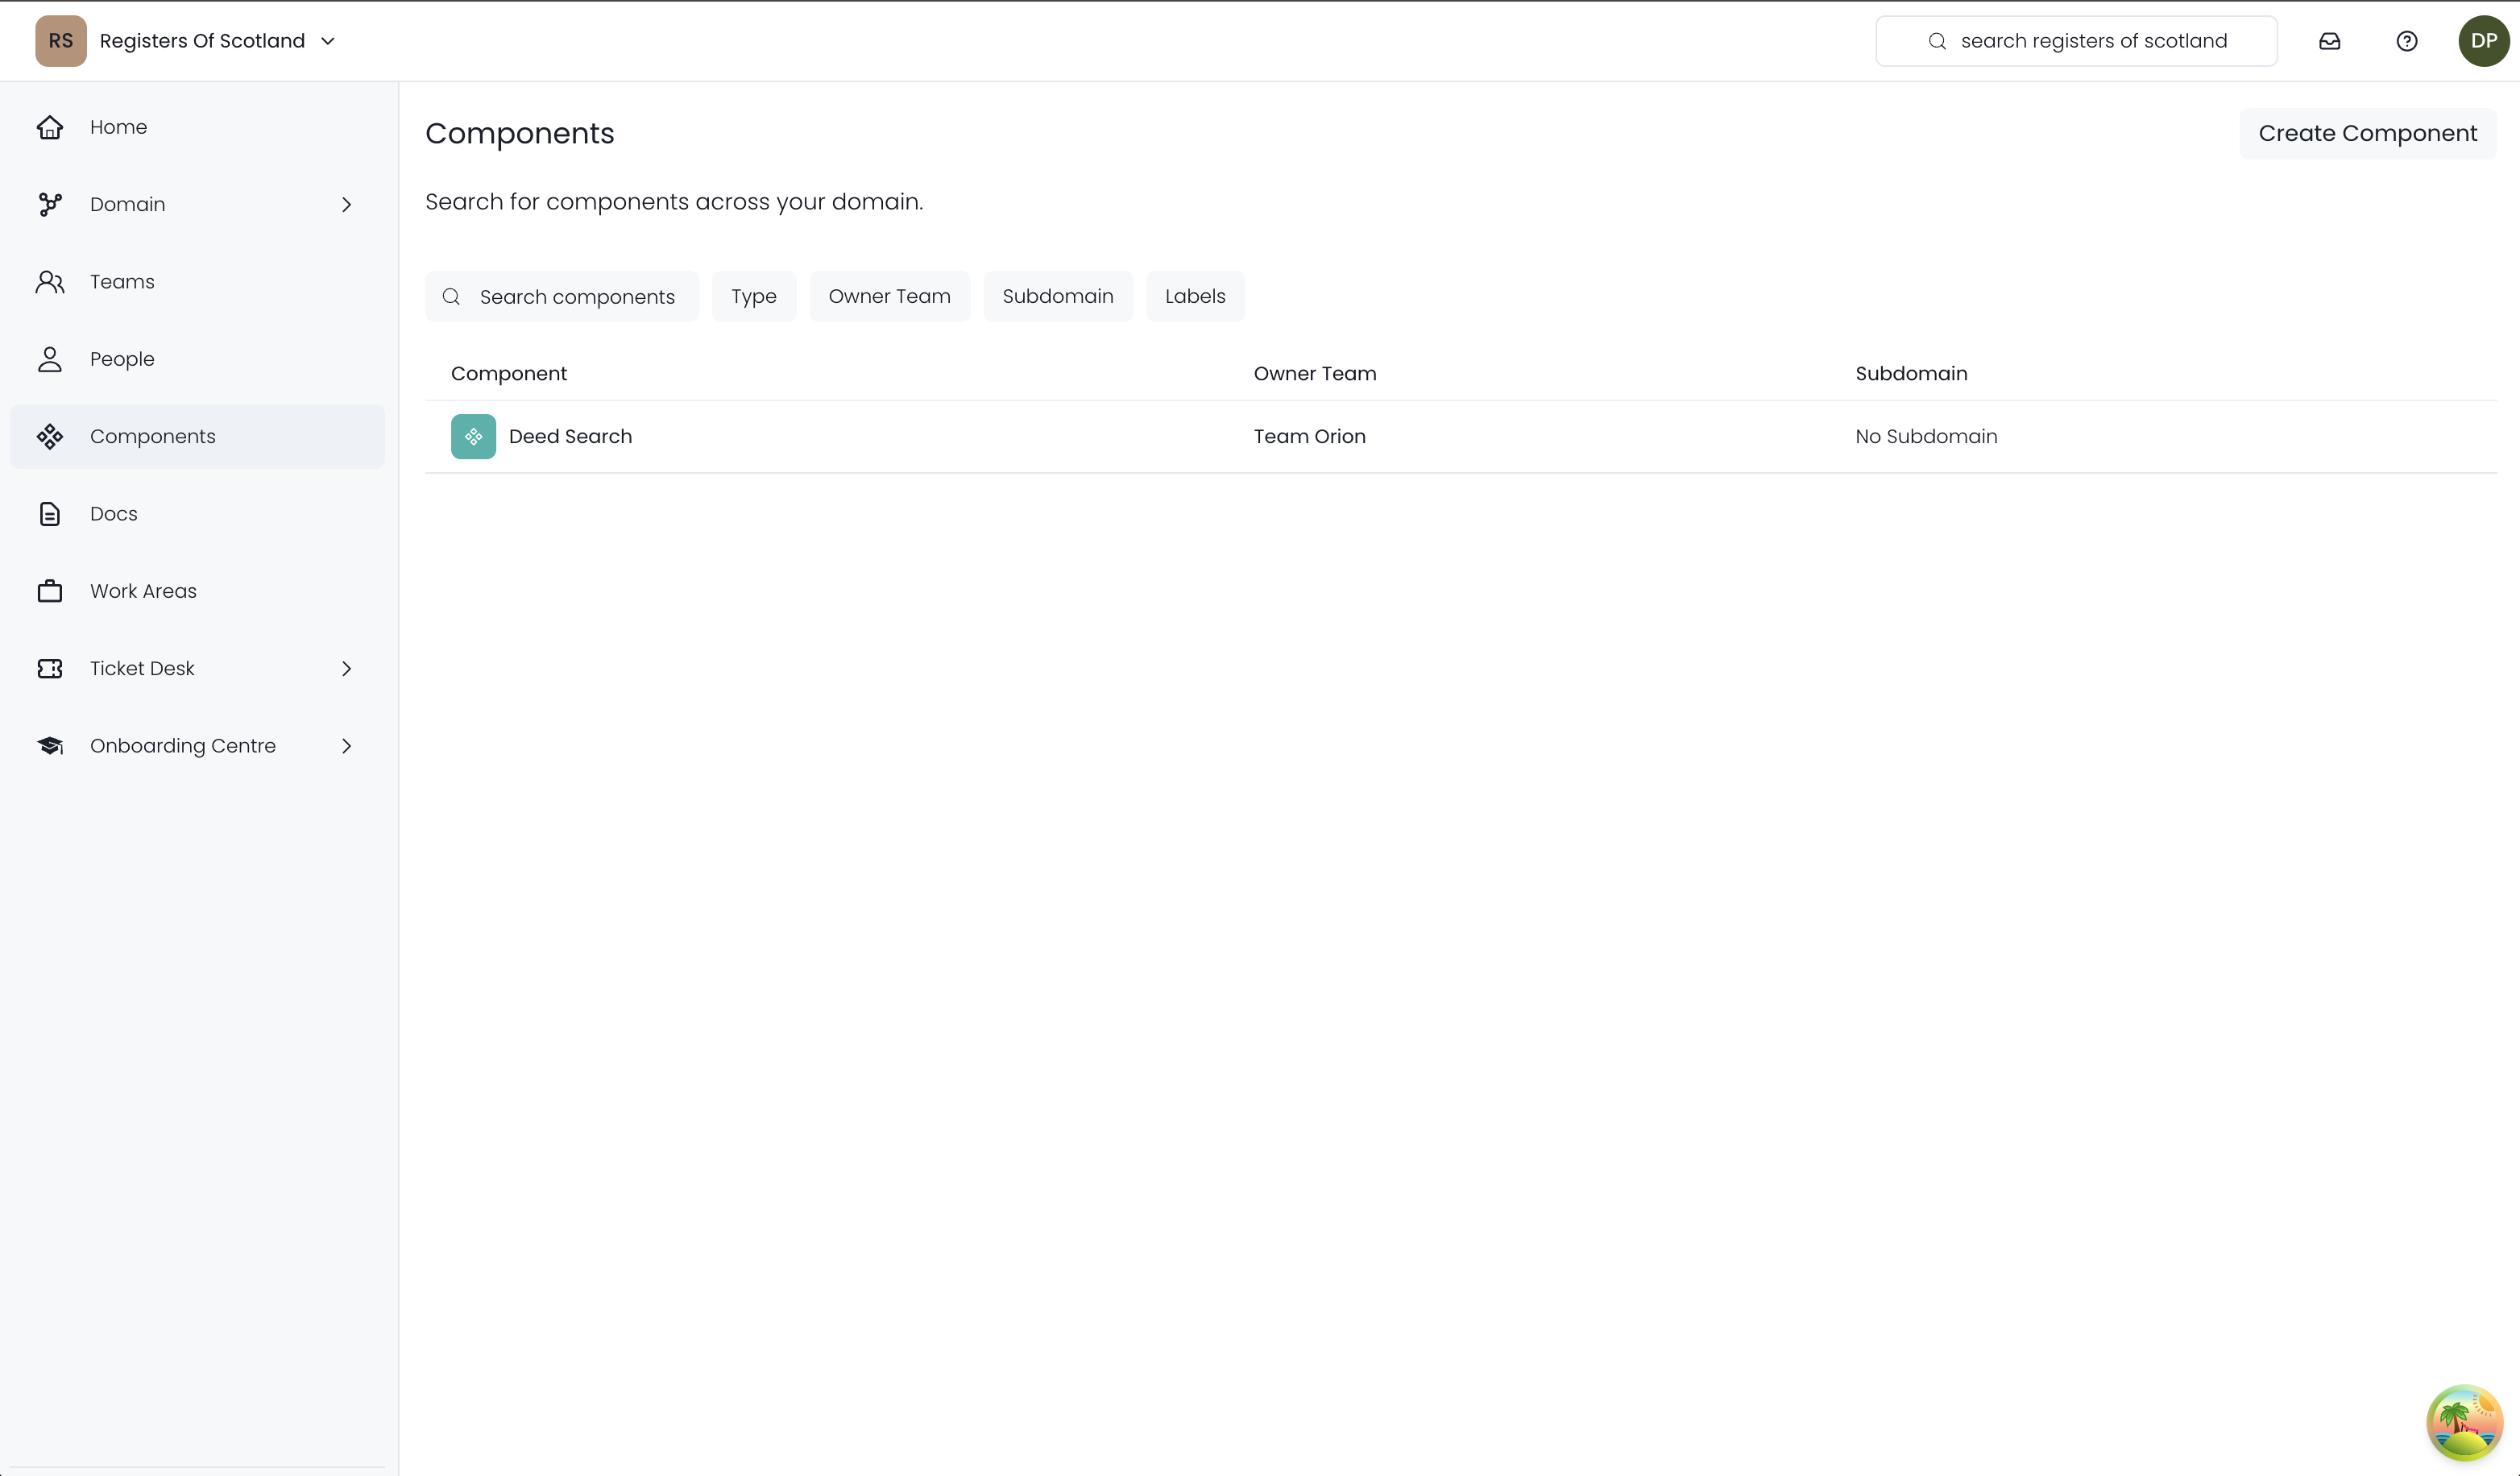 RS Registers Of Scotland
search registers of scotland
DP
Home
Domain
Teams
People
Components
Docs
Work Areas
Ticket Desk
Onboarding Centre
Components
Create Component
Search for components across your domain.
Search components Type Owner Team Subdomain Labels
Component Owner Team Subdomain
Deed Search Team Orion No Subdomain